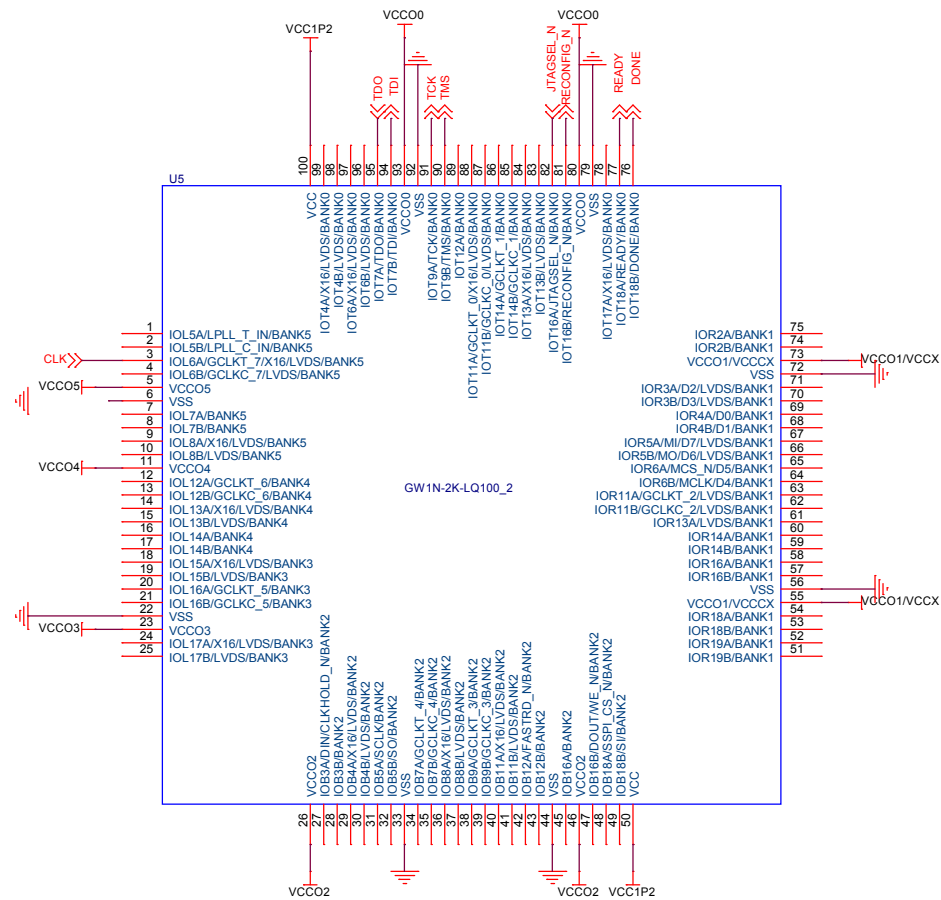 VCCO0
VCCO0
VCC1P2
TDO
TDI
TCK
TMS
JTAGSEL_N
RECONFIG_N
READY
DONE
100
99
98
97
96
95
94
93
92
91
90
89
88
87
86
85
84
83
82
81
80
79
78
77
76
U5
VCC
IOT4A/X16/LVDS/BANK0
IOT4B/LVDS/BANK0
IOT6A/X16/LVDS/BANK0
IOT6B/LVDS/BANK0
IOT7A/TDO/BANK0
IOT7B/TDI/BANK0
VCCO0
VSS
IOT9A/TCK/BANK0
IOT9B/TMS/BANK0
IOT12A/BANK0
IOT11A/GCLKT_0/X16/LVDS/BANK0
IOT11B/GCLKC_0/LVDS/BANK0
IOT14A/GCLKT_1/BANK0
IOT14B/GCLKC_1/BANK0
IOT13A/X16/LVDS/BANK0
IOT13B/LVDS/BANK0
IOT16A/JTAGSEL_N/BANK0
IOT16B/RECONFIG_N/BANK0
VCCO0
VSS
IOT17A/X16/LVDS/BANK0
IOT18A/READY/BANK0
IOT18B/DONE/BANK0
1 IOL5A/LPLL_T_IN/BANK5
2 IOL5B/LPLL_C_IN/BANK5
CLK 3 IOL6A/GCLKT_7/X16/LVDS/BANK5
4 IOL6B/GCLKC_7/LVDS/BANK5
VCCO5 5 VCCO5
6 VSS
7 IOL7A/BANK5
8 IOL7B/BANK5
9 IOL8A/X16/LVDS/BANK5
10 IOL8B/LVDS/BANK5
VCCO4 11 VCCO4
12 IOL12A/GCLKT_6/BANK4
13 IOL12B/GCLKC_6/BANK4
14 IOL13A/X16/LVDS/BANK4
15 IOL13B/LVDS/BANK4
16 IOL14A/BANK4
17 IOL14B/BANK4
18 IOL15A/X16/LVDS/BANK3
19 IOL15B/LVDS/BANK3
20 IOL16A/GCLKT_5/BANK3
21 IOL16B/GCLKC_5/BANK3
22 VSS
VCCO3 23 VCCO3
24 IOL17A/X16/LVDS/BANK3
25 IOL17B/LVDS/BANK3
GW1N-2K-LQ100_2
IOR2A/BANK1 75
IOR2B/BANK1 74
VCCO1/VCCX 73 VCCO1/VCCX
VSS 72
IOR3A/D2/LVDS/BANK1 71
IOR3B/D3/LVDS/BANK1 70
IOR4A/D0/BANK1 69
IOR4B/D1/BANK1 68
IOR5A/MI/D7/LVDS/BANK1 67
IOR5B/MO/D6/LVDS/BANK1 66
IOR6A/MCS_N/D5/BANK1 65
IOR6B/MCLK/D4/BANK1 64
IOR11A/GCLKT_2/LVDS/BANK1 63
IOR11B/GCLKC_2/LVDS/BANK1 62
IOR13A/LVDS/BANK1 61
IOR14A/BANK1 60
IOR14B/BANK1 59
IOR16A/BANK1 58
IOR16B/BANK1 57
VSS 56
VCCO1/VCCX 55 VCCO1/VCCX
IOR18A/BANK1 54
IOR18B/BANK1 53
IOR19A/BANK1 52
IOR19B/BANK1 51
VCCO2
IOB3A/DIN/CLKHOLD_N/BANK2
IOB3B/BANK2
IOB4A/X16/LVDS/BANK2
IOB4B/LVDS/BANK2
IOB5A/SCLK/BANK2
IOB5B/SO/BANK2
VSS
IOB7A/GCLKT_4/BANK2
IOB7B/GCLKC_4/BANK2
IOB8A/X16/LVDS/BANK2
IOB8B/LVDS/BANK2
IOB9A/GCLKT_3/BANK2
IOB9B/GCLKC_3/BANK2
IOB11A/X16/LVDS/BANK2
IOB11B/LVDS/BANK2
IOB12A/FASTRD_N/BANK2
IOB12B/BANK2
VSS
IOB16A/BANK2
VCCO2
IOB16B/DOUT/WE_N/BANK2
IOB18A/SSPI_CS_N/BANK2
IOB18B/SI/BANK2
VCC
26
27
28
29
30
31
32
33
34
35
36
37
38
39
40
41
42
43
44
45
46
47
48
49
50
VCCO2
VCCO2
VCC1P2